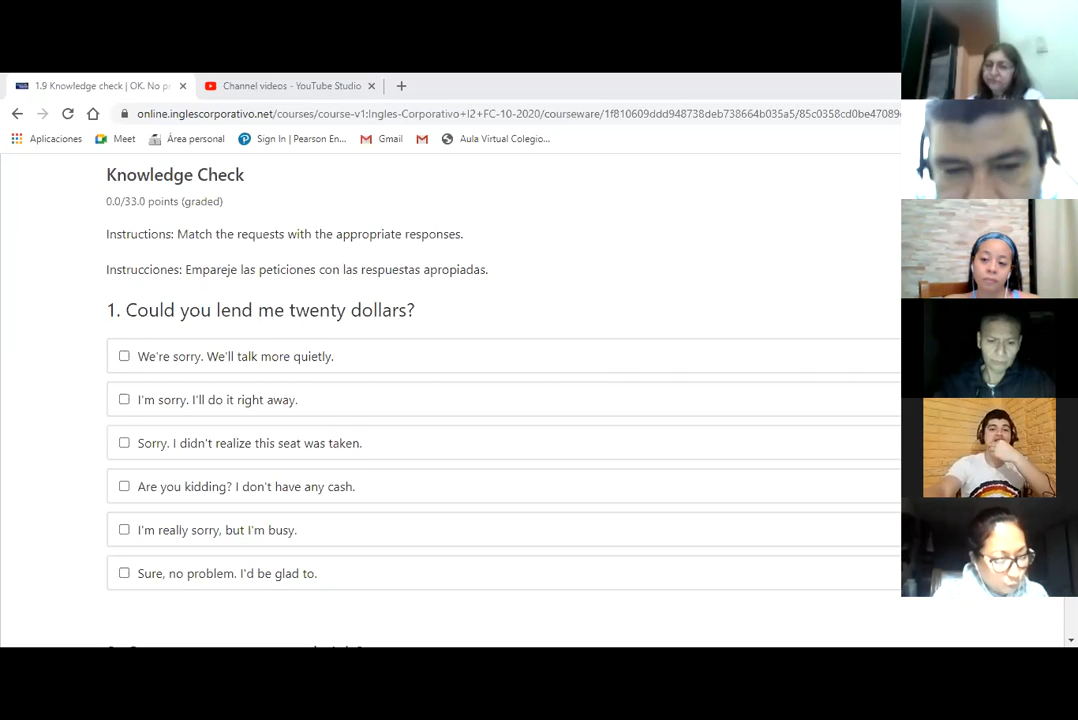 1.9 Knowledge check | OK. No pr
Channel videos - YouTube Studio
online.inglescorporativo.net/courses/course-v1:Ingles-Corporativo+I2+FC-10-2020/courseware/1f810609ddd948738deb738664b035a5/85c0358cd0be47089
Aplicaciones
Meet
Área personal
Sign In | Pearson En...
Gmail
Aula Virtual Colegio...
Knowledge Check
0.0/33.0 points (graded)
Instructions: Match the requests with the appropriate responses.
Instrucciones: Empareje las peticiones con las respuestas apropiadas.
1. Could you lend me twenty dollars?
We're sorry. We'll talk more quietly.
I'm sorry. I'll do it right away.
Sorry. I didn't realize this seat was taken.
Are you kidding? I don't have any cash.
I'm really sorry, but I'm busy.
Sure, no problem. I'd be glad to.